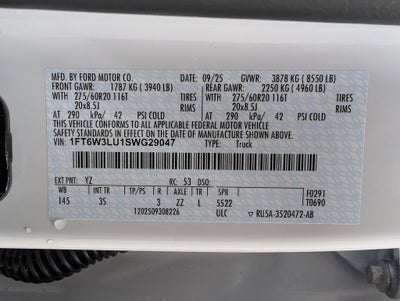 MFD. BY FORD MOTOR CO. 09/25 GVWR: 3878 KG (8550 LB)
FRONT GAWR: 1787 KG (3940 LB) REAR GAWR: 2250 KG (4960 LB)
WITH 275/60R20 116T TIRES WITH 275/60R20 116T TIRES
20x8.5J RIMS 20x8.5J RIMS
AT 290 kPa/ 42 PSI COLD AT 290 kPa/ 42 PSI COLD
THIS VEHICLE CONFORMS TO ALL APPLICABLE FEDERAL MOTOR VEHICLE
SAFETY STANDARDS IN EFFECT ON THE DATE OF MANUFACTURE SHOWN ABOVE.
VIN: 1FT6W3LU1SWG29047 TYPE: Truck
EXT PNT: YZ RC: 53 DSO: F0291
WB INT TR TP/PS R AXLE TR SPR T0690
145 3S 3 ZZ L 5S22
1202509308226 ULC RU5A-3520472-AB